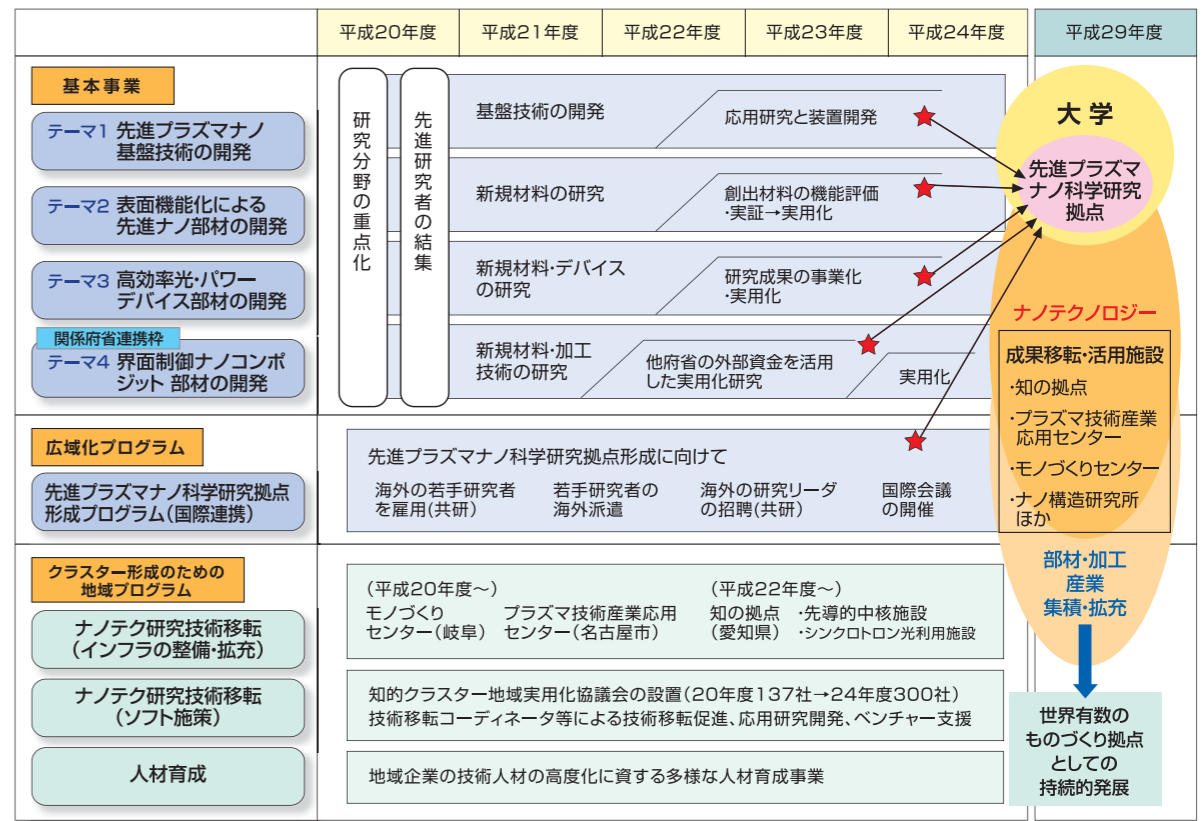 平成20年度
平成21年度
平成22年度
平成23年度
平成24年度
平成29年度
基本事業
テーマ1 先進プラズマナノ
基盤技術の開発
テーマ2 表面機能化による
先進ナノ部材の開発
テーマ3 高効率光・パワー
デバイス部材の開発
関係府省連携枠
テーマ4 界面制御ナノコンポ
ジット 部材の開発
研究分野の重点化
先進研究者の結集
基盤技術の開発
応用研究と装置開発
新規材料の研究
創出材料の機能評価
・実証→実用化
新規材料・デバイス
の研究
研究成果の事業化
・実用化
新規材料・加工
技術の研究
他府省の外部資金を活用
した実用化研究
実用化
大学
先進プラズマ
ナノ科学研究
拠点
ナノテクノロジー
成果移転・活用施設
・知の拠点
・プラズマ技術産業
応用センター
・モノづくりセンター
・ナノ構造研究所
ほか
部材・加工
産業
集積・拡充
世界有数の
ものづくり拠点
としての
持続的発展
広域化プログラム
先進プラズマナノ科学研究拠点
形成プログラム(国際連携)
先進プラズマナノ科学研究拠点形成に向けて
海外の若手研究者
を雇用(共研)
若手研究者の
海外派遣
海外の研究リーダ
の招聘(共研)
国際会議
の開催
クラスター形成のための
地域プログラム
ナノテク研究技術移転
(インフラの整備・拡充)
(平成20年度〜)
モノづくり
センター(岐阜)
プラズマ技術産業応用
センター(名古屋市)
(平成22年度〜)
知の拠点
(愛知県)
・先導的中核施設
・シンクロトロン光利用施設
ナノテク研究技術移転
(ソフト施策)
知的クラスター地域実用化協議会の設置(20年度137社→24年度300社)
技術移転コーディネータ等による技術移転促進、応用研究開発、ベンチャー支援
人材育成
地域企業の技術人材の高度化に資する多様な人材育成事業